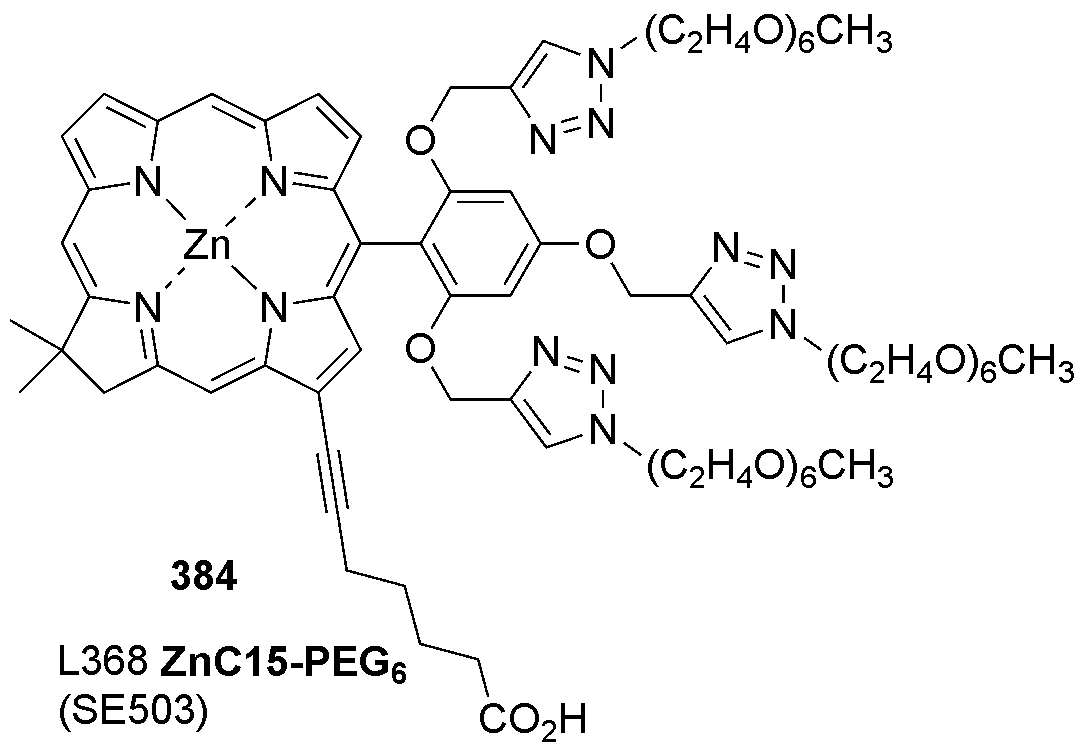 (C₂H₄O)₆CH₃
N
N
N
O
N
N
Zn
N
N
O
N
N
N
(C₂H₄O)₆CH₃
O
N
N
N
(C₂H₄O)₆CH₃
384
L368 ZnC15-PEG₆
(SE503)
CO₂H